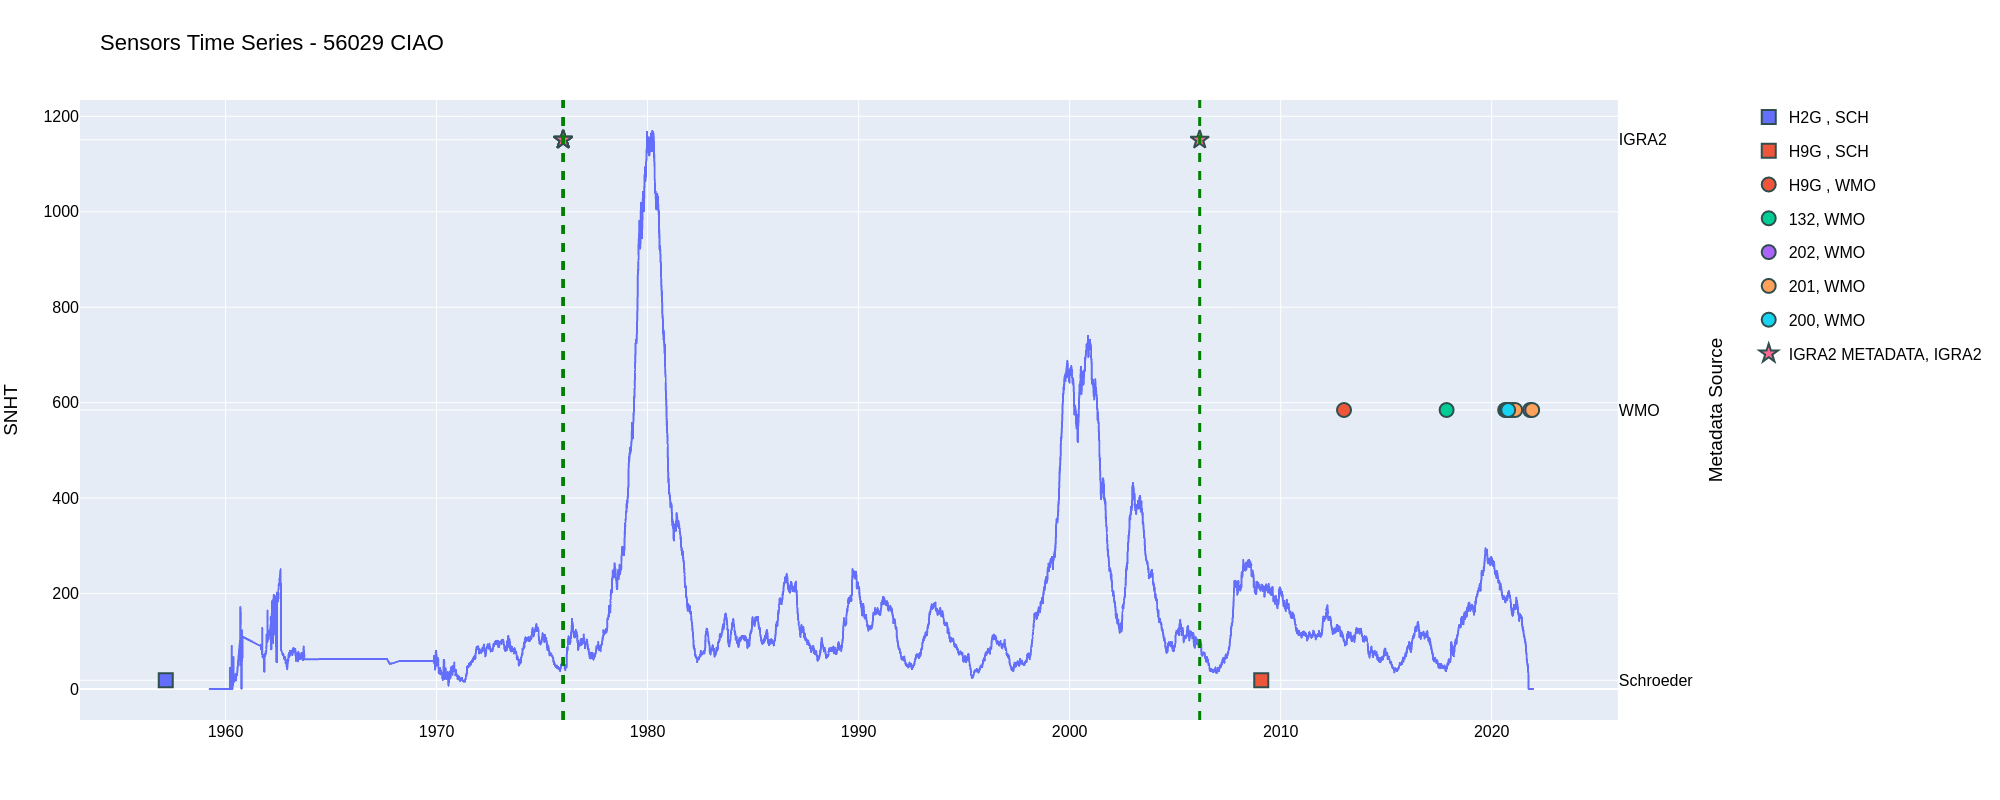 Sensors Time Series - 56029 CIAO
SNHT
1200
1000
800
600
400
200
0
1960
1970
1980
1990
2000
2010
2020
IGRA2
WMO
Schroeder
Metadata Source
H2G , SCH
H9G , SCH
H9G , WMO
132, WMO
202, WMO
201, WMO
200, WMO
IGRA2 METADATA, IGRA2